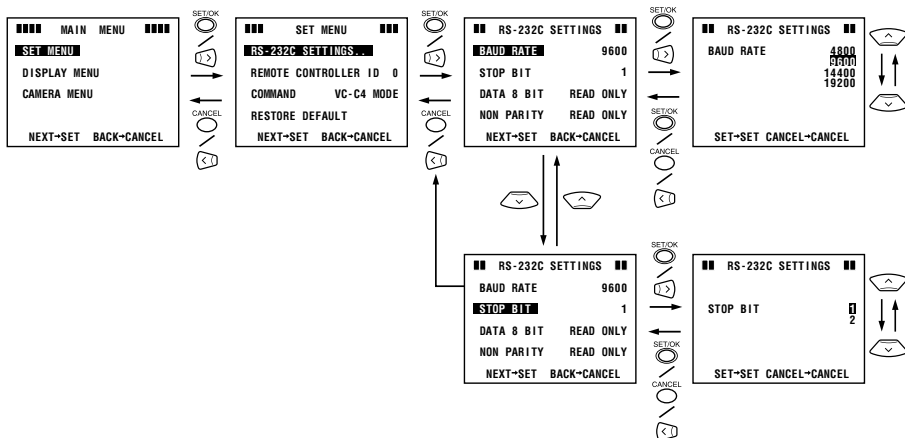 MAIN MENU
SET MENU
DISPLAY MENU
CAMERA MENU
NEXT→SET BACK→CANCEL
SET/OK
CANCEL
SET MENU
RS-232C SETTINGS..
REMOTE CONTROLLER ID 0
COMMAND VC-C4 MODE
RESTORE DEFAULT
NEXT→SET BACK→CANCEL
SET/OK
CANCEL
RS-232C SETTINGS
BAUD RATE 9600
STOP BIT 1
DATA 8 BIT READ ONLY
NON PARITY READ ONLY
NEXT→SET BACK→CANCEL
SET/OK
SET/OK
CANCEL
RS-232C SETTINGS
BAUD RATE 4800
9600
14400
19200
SET→SET CANCEL→CANCEL
RS-232C SETTINGS
BAUD RATE 9600
STOP BIT 1
DATA 8 BIT READ ONLY
NON PARITY READ ONLY
NEXT→SET BACK→CANCEL
SET/OK
SET/OK
CANCEL
RS-232C SETTINGS
STOP BIT 1
2
SET→SET CANCEL→CANCEL